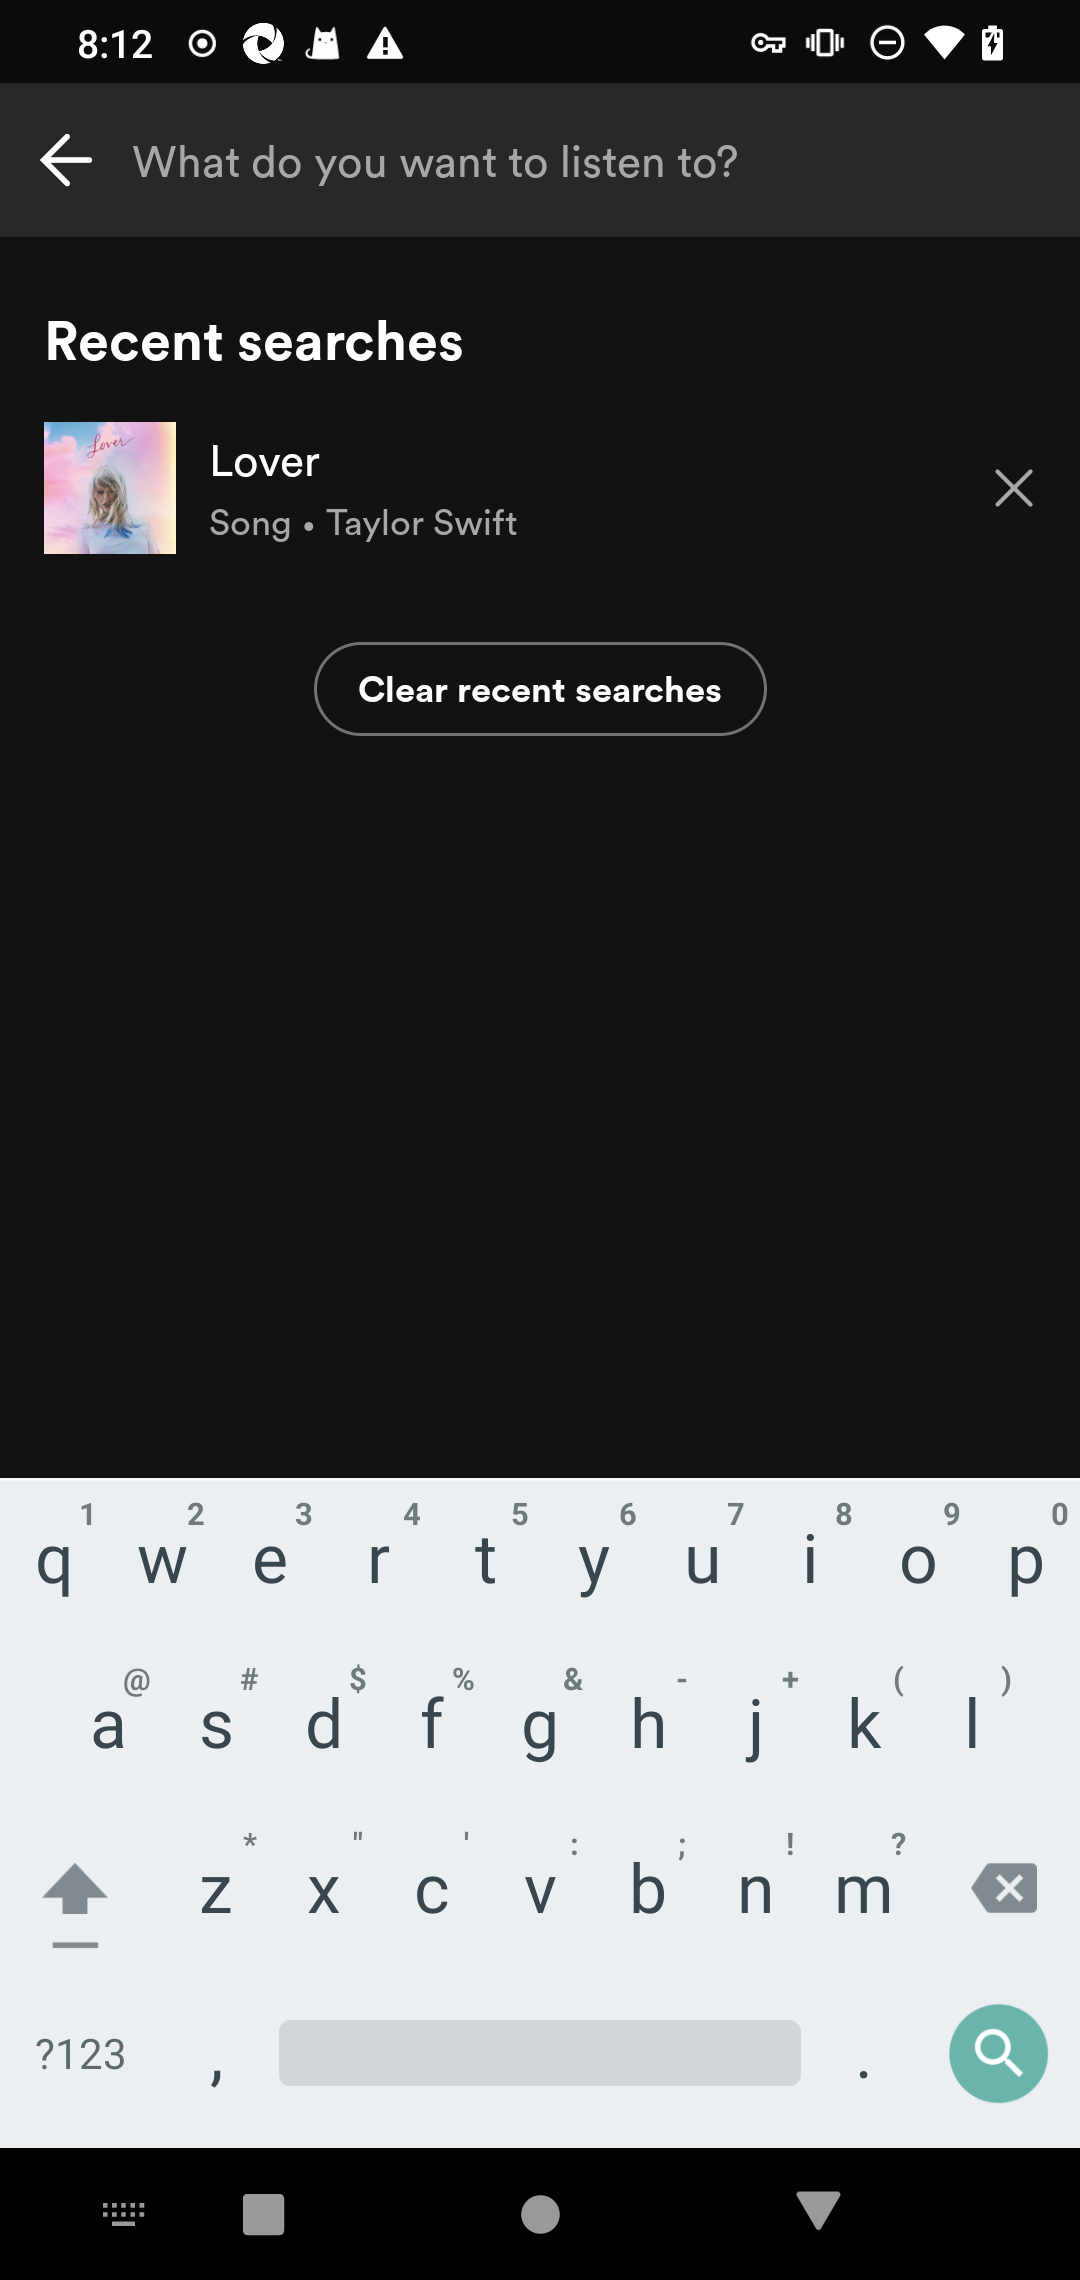 8:12
What do you want to listen to?
Recent searches
Lover
Lover
Song • Taylor Swift
Clear recent searches
1 2 3 4 5 6 7 8 9 0
q w e r t y u i o p
@ # $ % & - + ( )
a s d f g h j k l
* " ' : ; ! ?
z x c v b n m
?123 , .